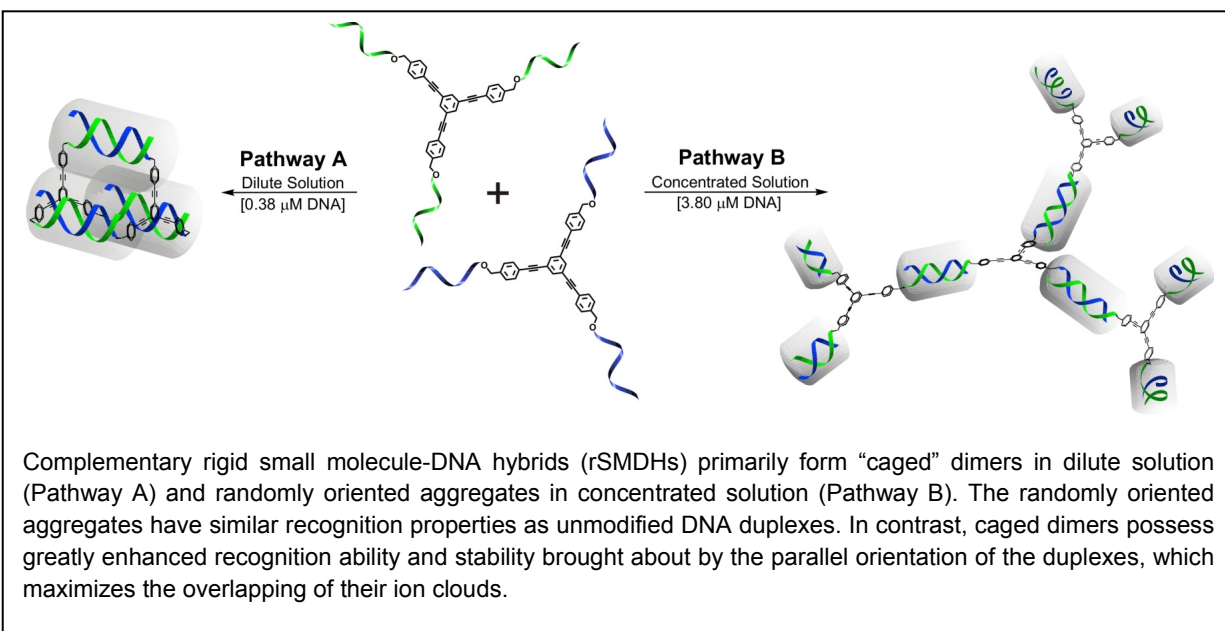 Pathway A
Dilute Solution
[0.38 μM DNA]
+
Pathway B
Concentrated Solution
[3.80 μM DNA]
O
O
O
O
O
O
Complementary rigid small molecule-DNA hybrids (rSMDHs) primarily form “caged” dimers in dilute solution
(Pathway A) and randomly oriented aggregates in concentrated solution (Pathway B). The randomly oriented
aggregates have similar recognition properties as unmodified DNA duplexes. In contrast, caged dimers possess
greatly enhanced recognition ability and stability brought about by the parallel orientation of the duplexes, which
maximizes the overlapping of their ion clouds.